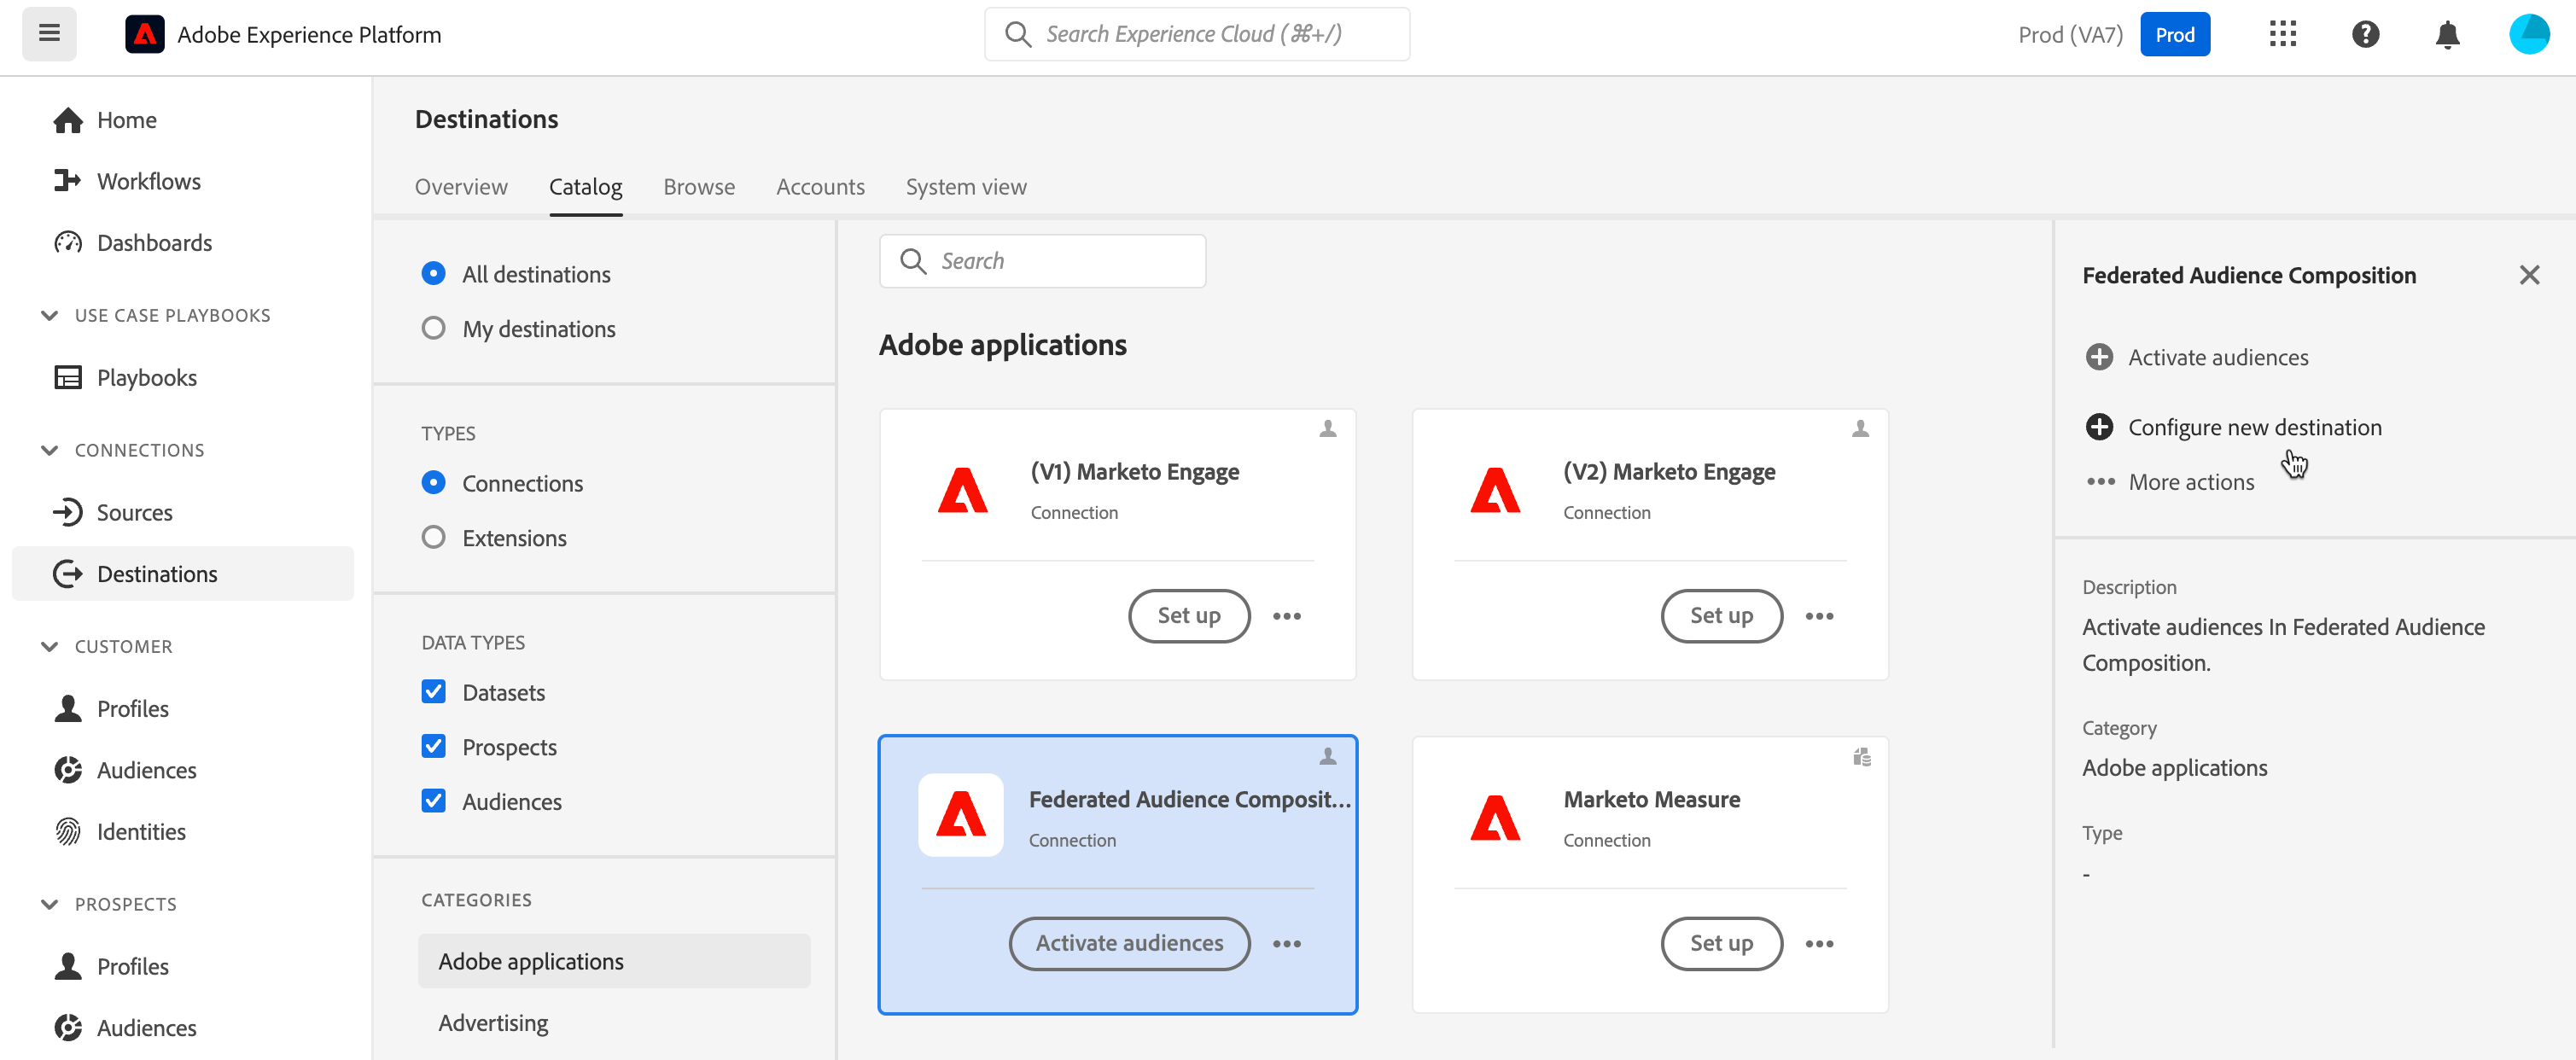 Adobe Experience Platform
Search Experience Cloud (⌘+/)
Prod (VA7)
Prod
Home
Workflows
Dashboards
USE CASE PLAYBOOKS
Playbooks
CONNECTIONS
Sources
Destinations
CUSTOMER
Profiles
Audiences
Identities
PROSPECTS
Profiles
Audiences
Destinations
Overview
Catalog
Browse
Accounts
System view
All destinations
My destinations
TYPES
Connections
Extensions
DATA TYPES
Datasets
Prospects
Audiences
CATEGORIES
Adobe applications
Advertising
Search
Adobe applications
(V1) Marketo Engage
Connection
Set up
(V2) Marketo Engage
Connection
Set up
Federated Audience Composit...
Connection
Activate audiences
Marketo Measure
Connection
Set up
Federated Audience Composition
Activate audiences
Configure new destination
More actions
Description
Activate audiences In Federated Audience
Composition.
Category
Adobe applications
Type
-